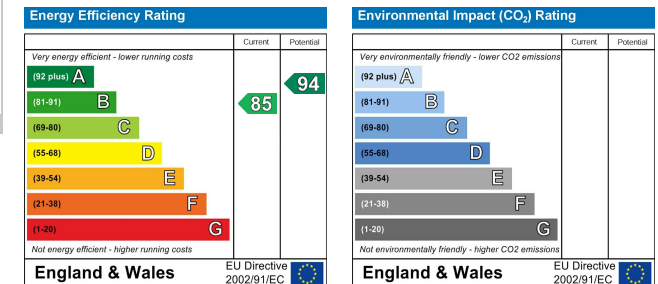 Energy Efficiency Rating
Current Potential
Very energy efficient - lower running costs
(92 plus) A
(81-91) B
(69-80) C
(55-68) D
(39-54) E
(21-38) F
(1-20) G
85
94
Not energy efficient - higher running costs
England & Wales
EU Directive
2002/91/EC
Environmental Impact (CO₂) Rating
Current Potential
Very environmentally friendly - lower CO2 emissions
(92 plus) A
(81-91) B
(69-80) C
(55-68) D
(39-54) E
(21-38) F
(1-20) G
Not environmentally friendly - higher CO2 emissions
England & Wales
EU Directive
2002/91/EC